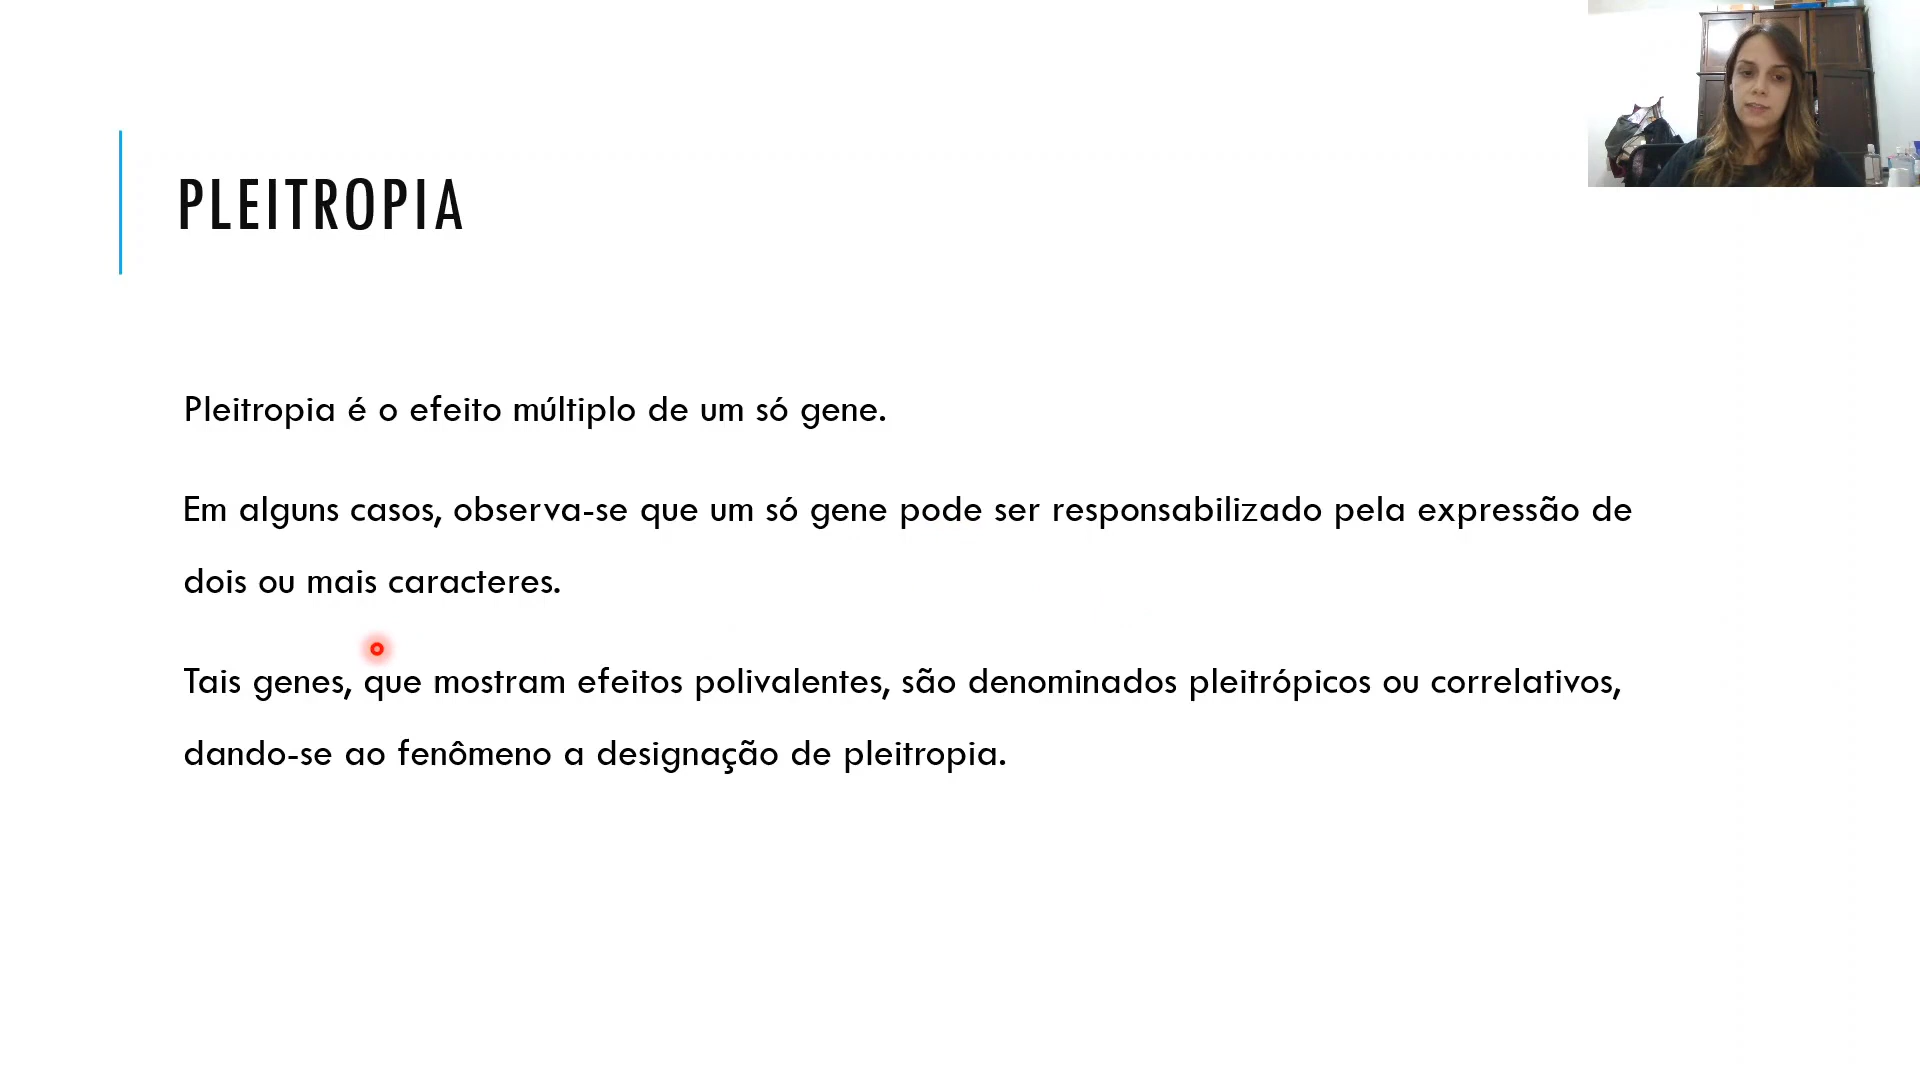 PLEITROPIA
Pleitropia é o efeito múltiplo de um só gene.
Em alguns casos, observa-se que um só gene pode ser responsabilizado pela expressão de
dois ou mais caracteres.
Tais genes, que mostram efeitos polivalentes, são denominados pleitrópicos ou correlativos,
dando-se ao fenômeno a designação de pleitropia.